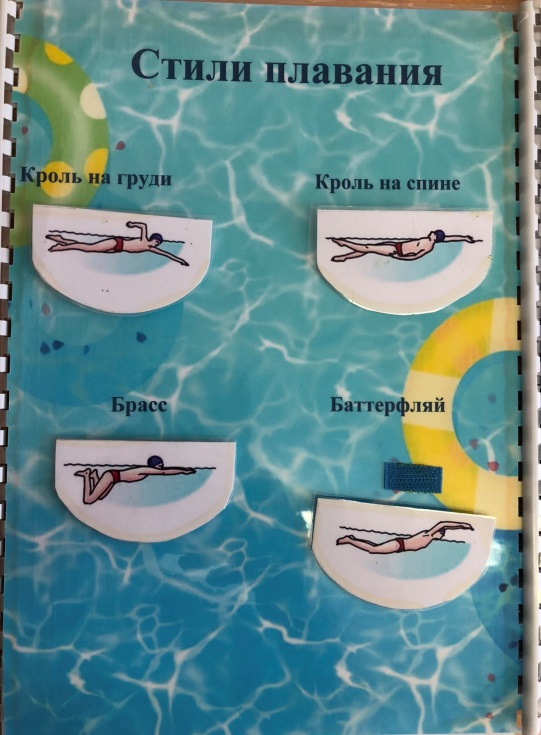 Стили плавания
Кроль на груди
Кроль на спине
Брасс
Баттерфляй